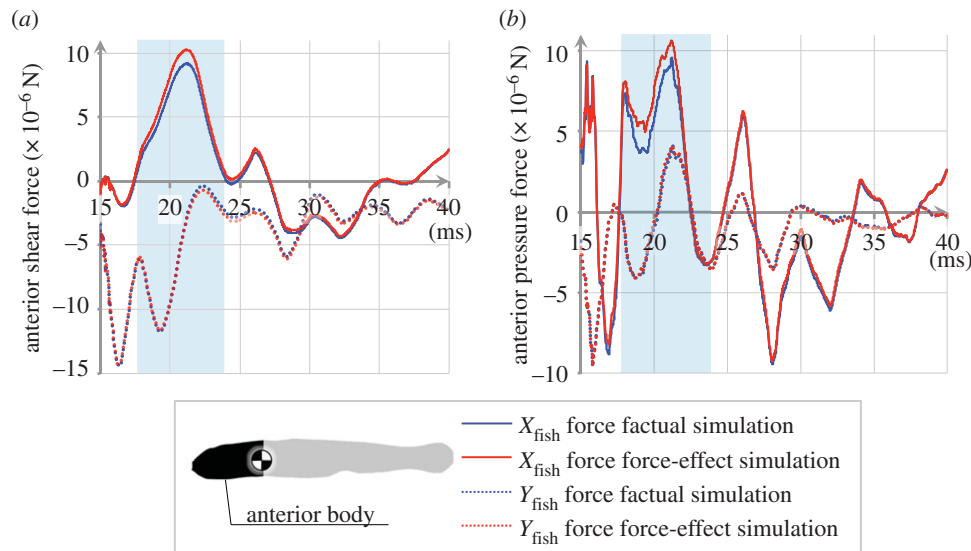 (a)
anterior shear force (× 10⁻⁶ N)
10
5
0
−5
−10
−15
15 20 25 30 35 40
(ms)
(b)
anterior pressure force (× 10⁻⁶ N)
10
5
0
−5
−10
15 20 25 30 35 40
(ms)
anterior body
X_fish force factual simulation
X_fish force force-effect simulation
Y_fish force factual simulation
Y_fish force force-effect simulation